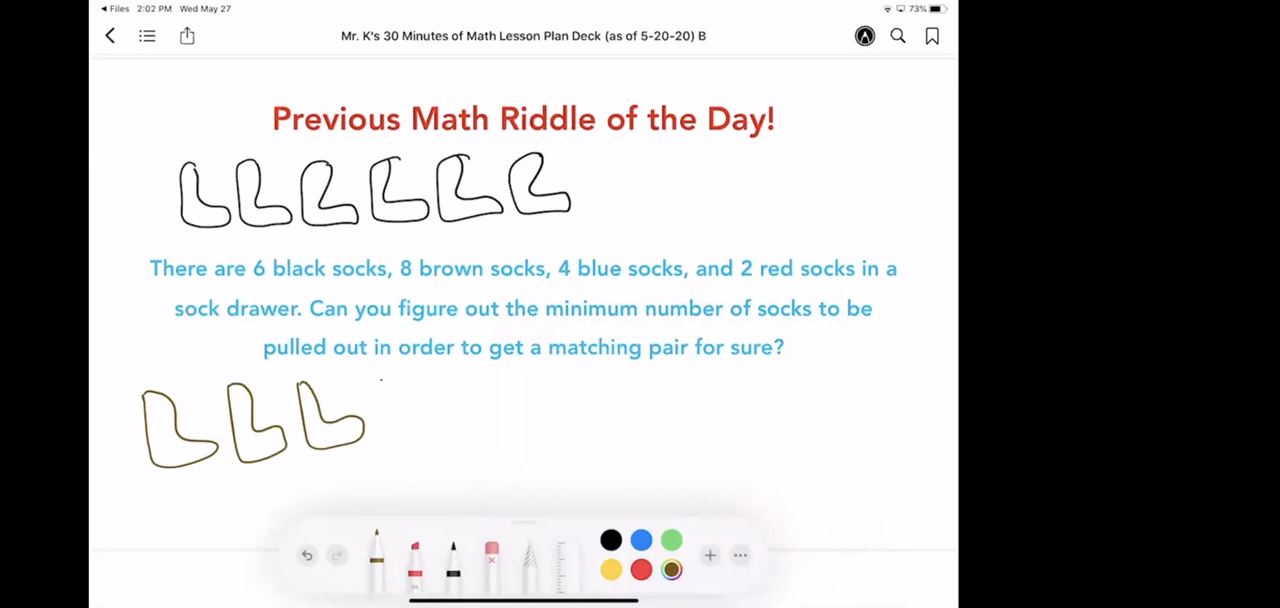 Files 2:02 PM Wed May 27 73%
Mr. K's 30 Minutes of Math Lesson Plan Deck (as of 5-20-20) B
Previous Math Riddle of the Day!
There are 6 black socks, 8 brown socks, 4 blue socks, and 2 red socks in a
sock drawer. Can you figure out the minimum number of socks to be
pulled out in order to get a matching pair for sure?